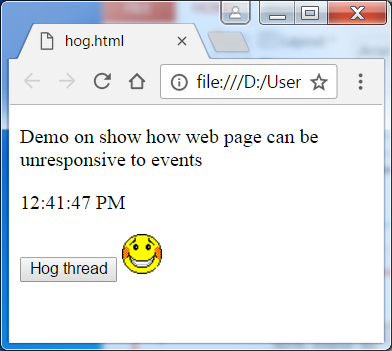 hog.html
file:///D:/User
Demo on show how web page can be
unresponsive to events
12:41:47 PM
Hog thread